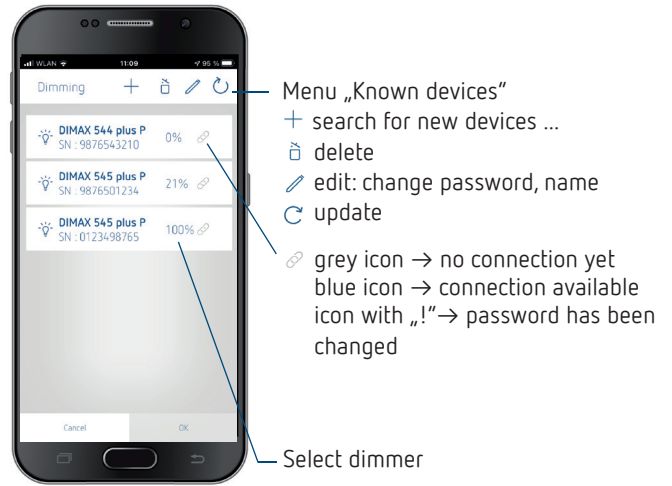 WLAN 11:09 95 %
Dimming
DIMAX 544 plus P
SN : 9876543210
0%
DIMAX 545 plus P
SN : 9876501234
21%
DIMAX 545 plus P
SN : 0123498765
100%
Cancel OK
Menu „Known devices“
+ search for new devices ...
delete
edit: change password, name
update
grey icon → no connection yet
blue icon → connection available
icon with „!“→ password has been
changed
Select dimmer